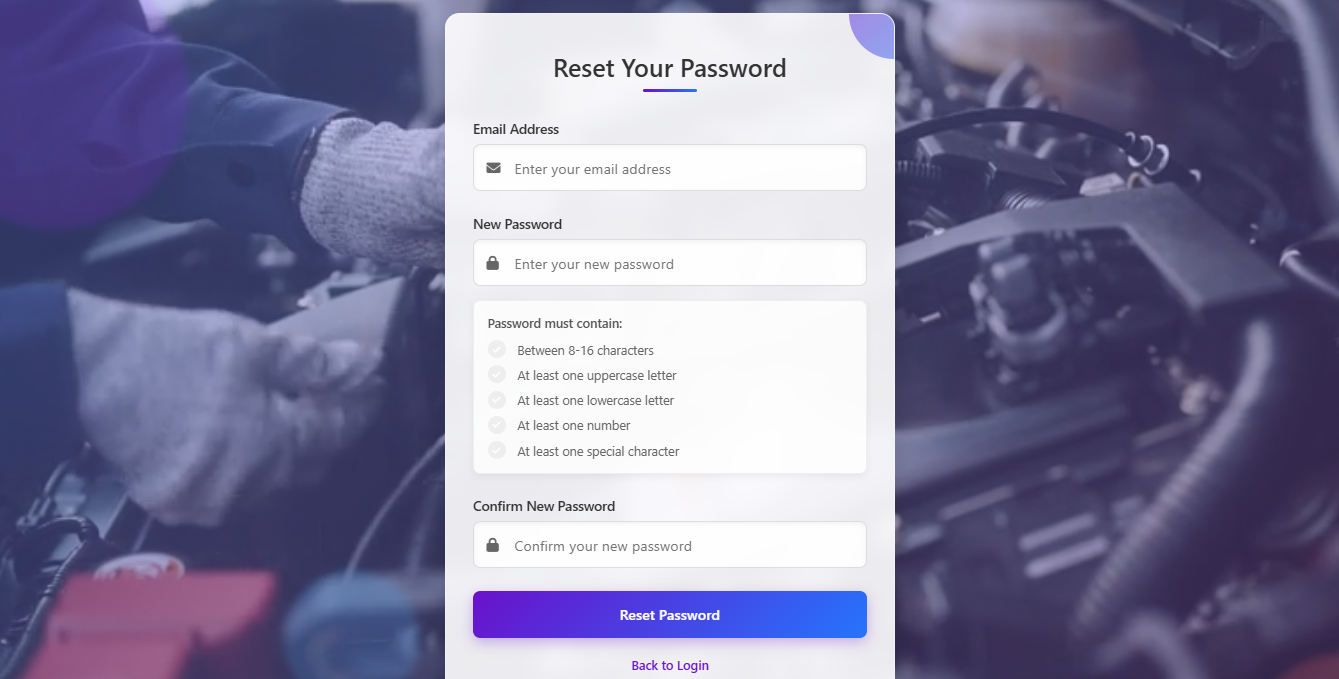 Reset Your Password
Email Address
Enter your email address
New Password
Enter your new password
Password must contain:
Between 8-16 characters
At least one uppercase letter
At least one lowercase letter
At least one number
At least one special character
Confirm New Password
Confirm your new password
Reset Password
Back to Login